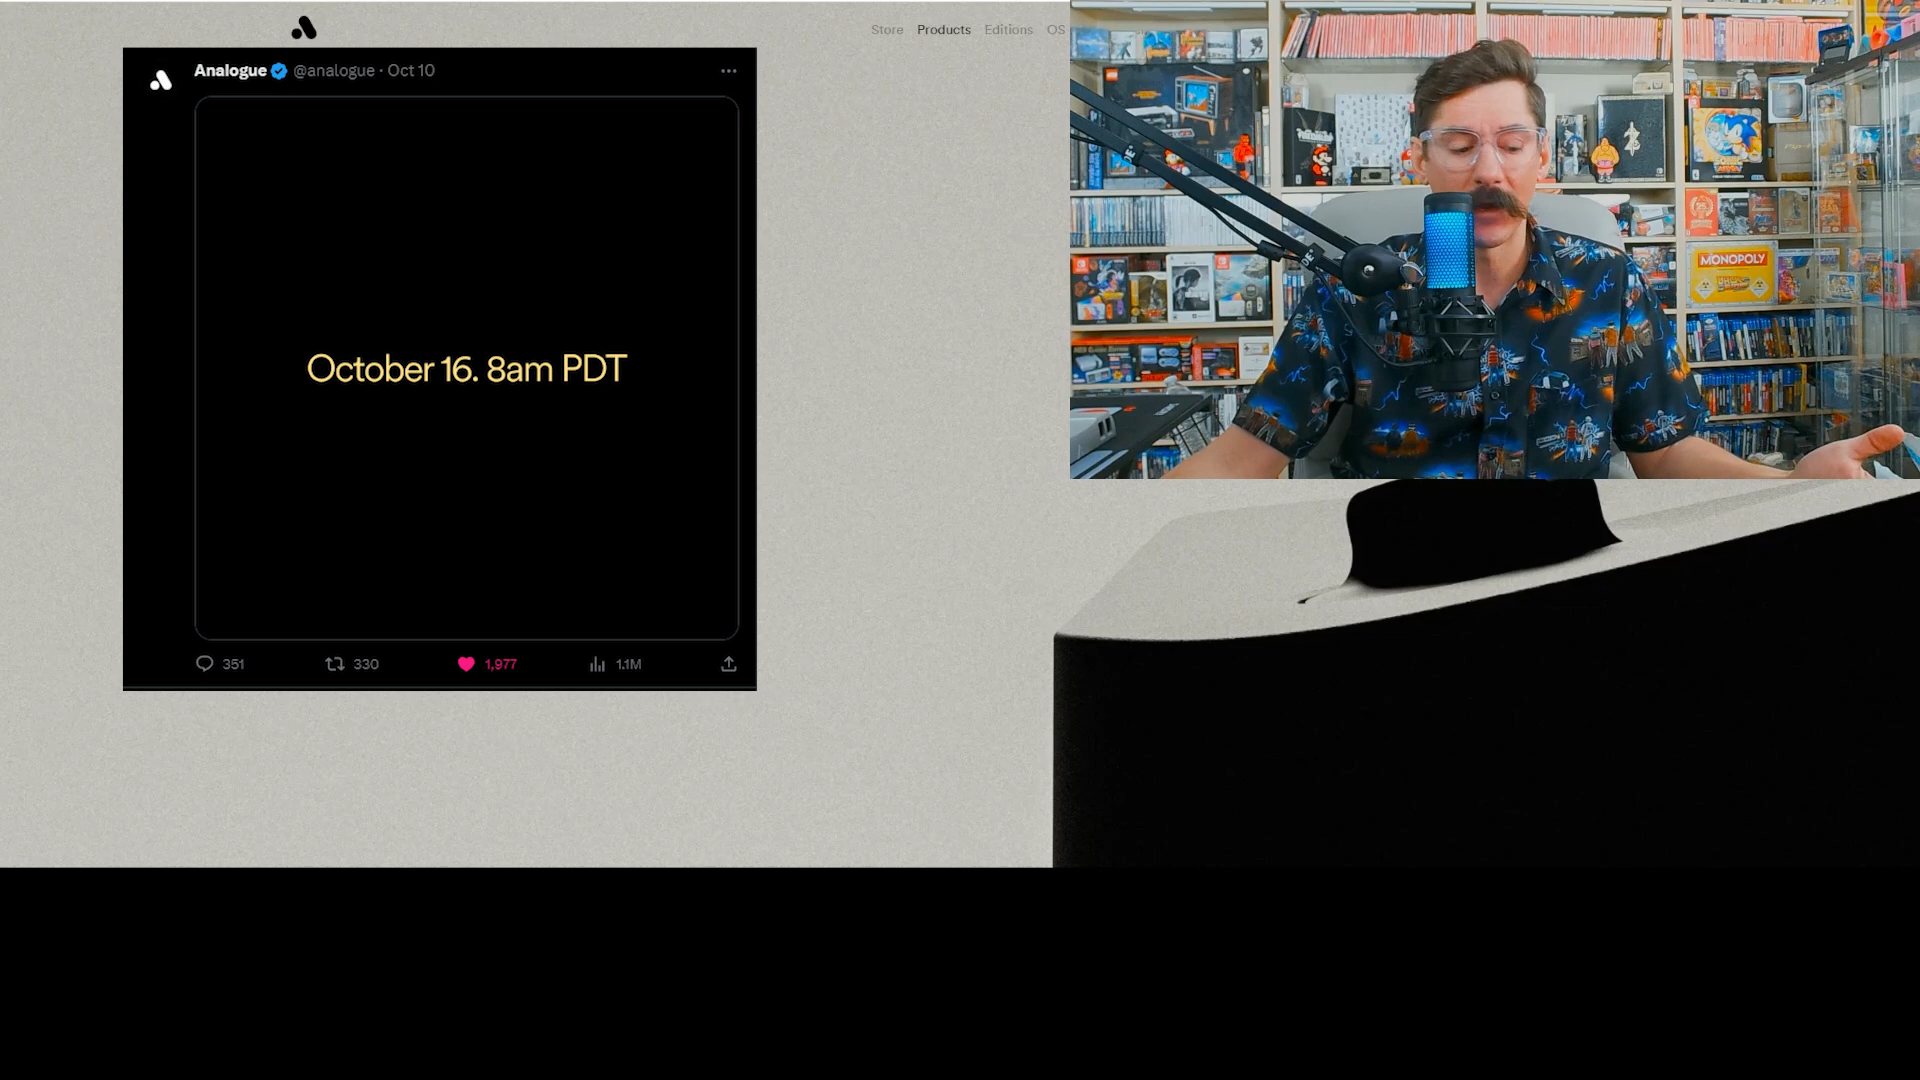 Store Products Editions OS
Analogue @analogue · Oct 10
October 16. 8am PDT
351 330 1,977 1.1M
MONOPOLY